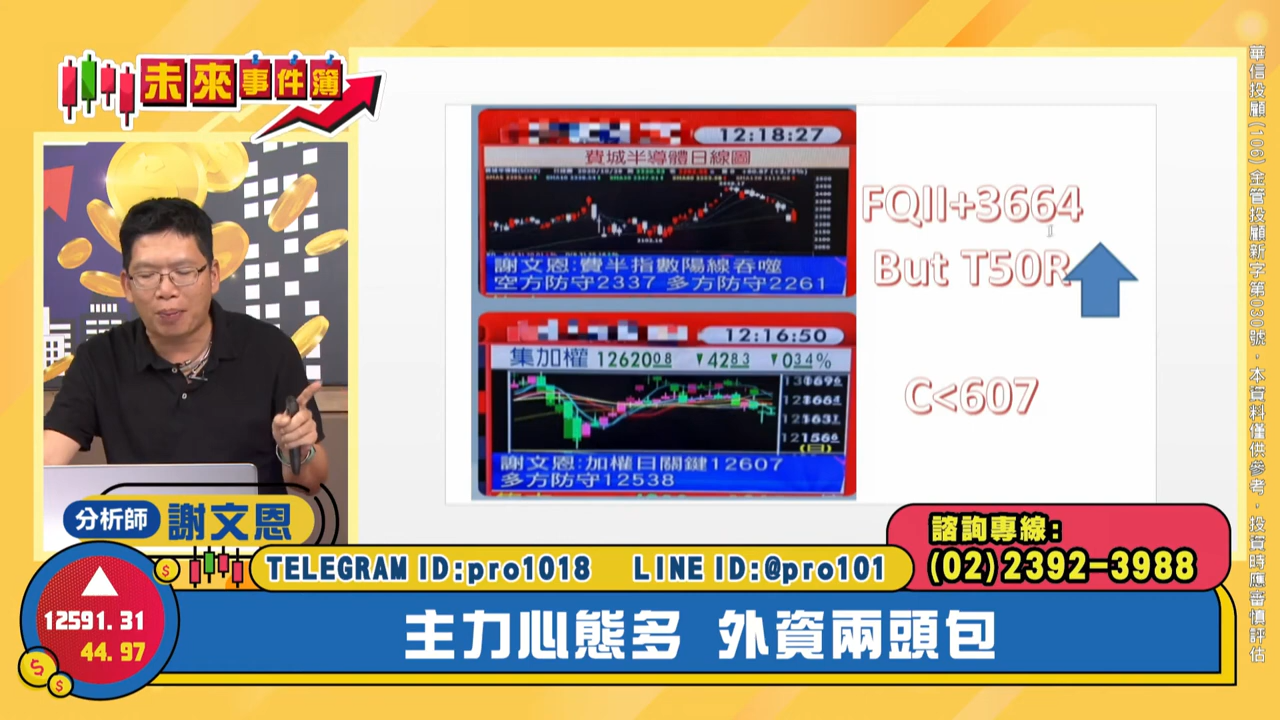 未來事件簿
12:18:27
費城半導體日線圖
謝文恩:費半指數陽線吞噬
空方防守2337 多方防守2261
12:16:50
集加權 12620.08 ▼42.83 ▼0.34%
謝文恩:加權日關鍵12607
多方防守12538
FQII+3664
But T50R
C<607
分析師 謝文恩
諮詢專線:
(02)2392-3988
TELEGRAM ID:pro1018 LINE ID:@pro101
12591.31
44.97
主力心態多 外資兩頭包
華信投顧(106)金管投顧新字第030號，本資料僅供參考，投資時應審慎評估